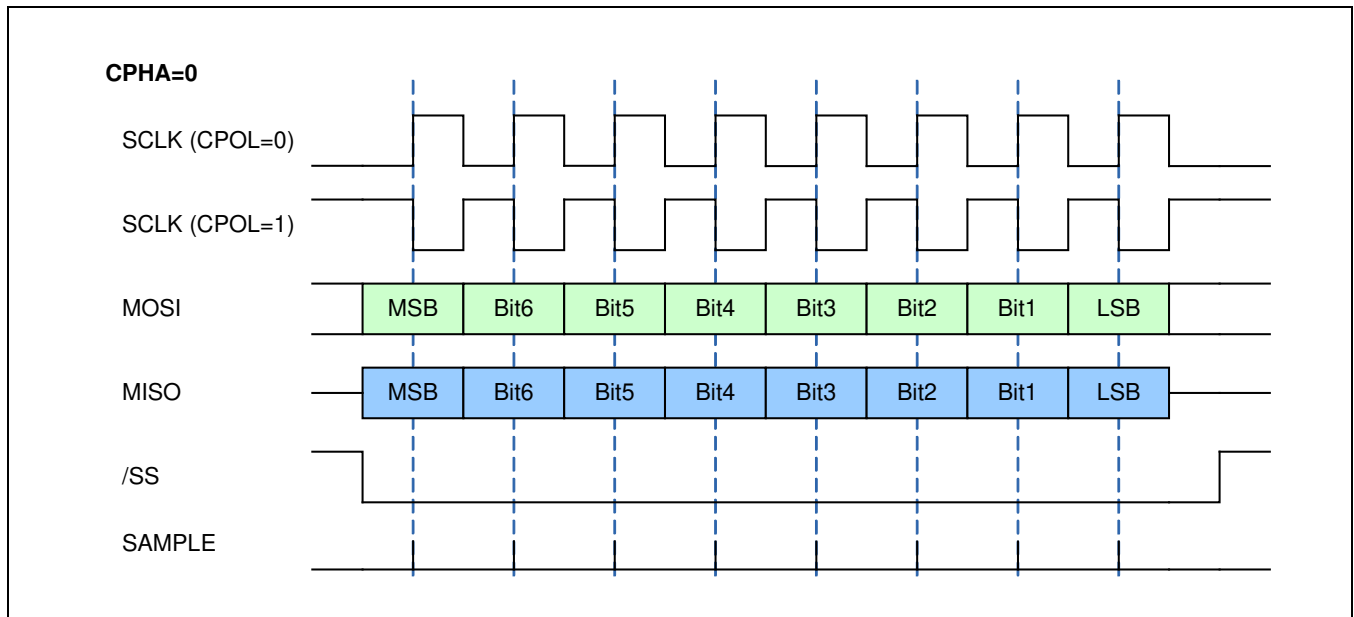 CPHA=0
SCLK (CPOL=0)
SCLK (CPOL=1)
MOSI MSB Bit6 Bit5 Bit4 Bit3 Bit2 Bit1 LSB
MISO MSB Bit6 Bit5 Bit4 Bit3 Bit2 Bit1 LSB
/SS
SAMPLE